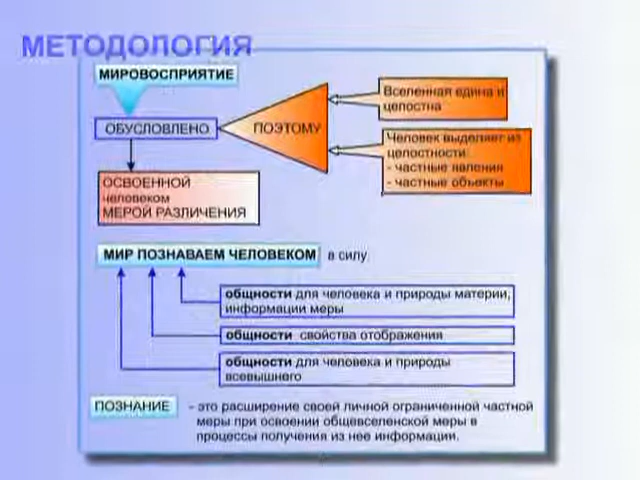 МЕТОДОЛОГИЯ
МИРОВОСПРИЯТИЕ
ОБУСЛОВЛЕНО
ПОЭТОМУ
Вселенная едина и
целостна
Человек выделяет из
целостности:
- частные явления
- частные объекты
ОСВОЕННОЙ
человеком
МЕРОЙ РАЗЛИЧЕНИЯ
МИР ПОЗНАВАЕМ ЧЕЛОВЕКОМ в силу
общности для человека и природы материи,
информации меры
общности свойства отображения
общности для человека и природы
всевышнего
ПОЗНАНИЕ - это расширение своей личной ограниченной частной
меры при освоении общевселенской меры в
процессы получения из нее информации.